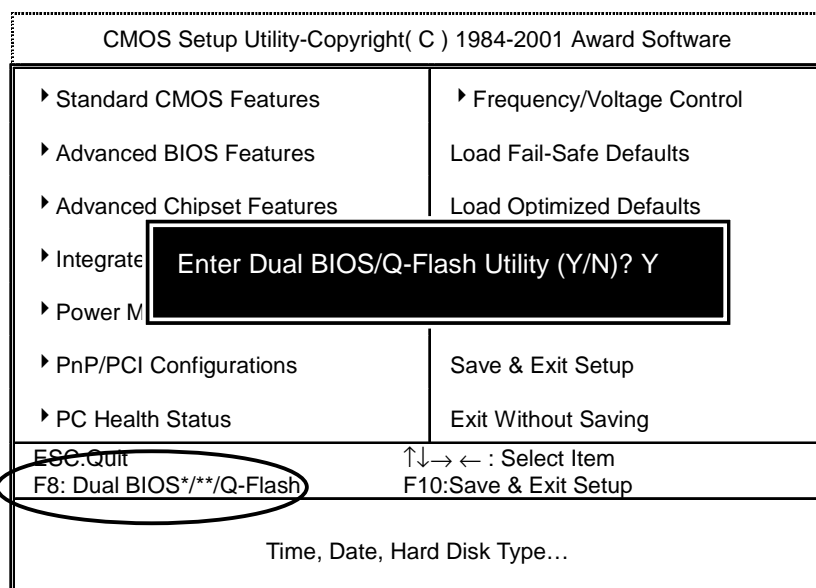 CMOS Setup Utility-Copyright( C ) 1984-2001 Award Software
Standard CMOS Features
Frequency/Voltage Control
Advanced BIOS Features
Load Fail-Safe Defaults
Advanced Chipset Features
Load Optimized Defaults
Integrate
Enter Dual BIOS/Q-Flash Utility (Y/N)? Y
Power M
PnP/PCI Configurations
Save & Exit Setup
PC Health Status
Exit Without Saving
ESC:Quit
↑↓→ ← : Select Item
F8: Dual BIOS*/**/Q-Flash
F10:Save & Exit Setup
Time, Date, Hard Disk Type…